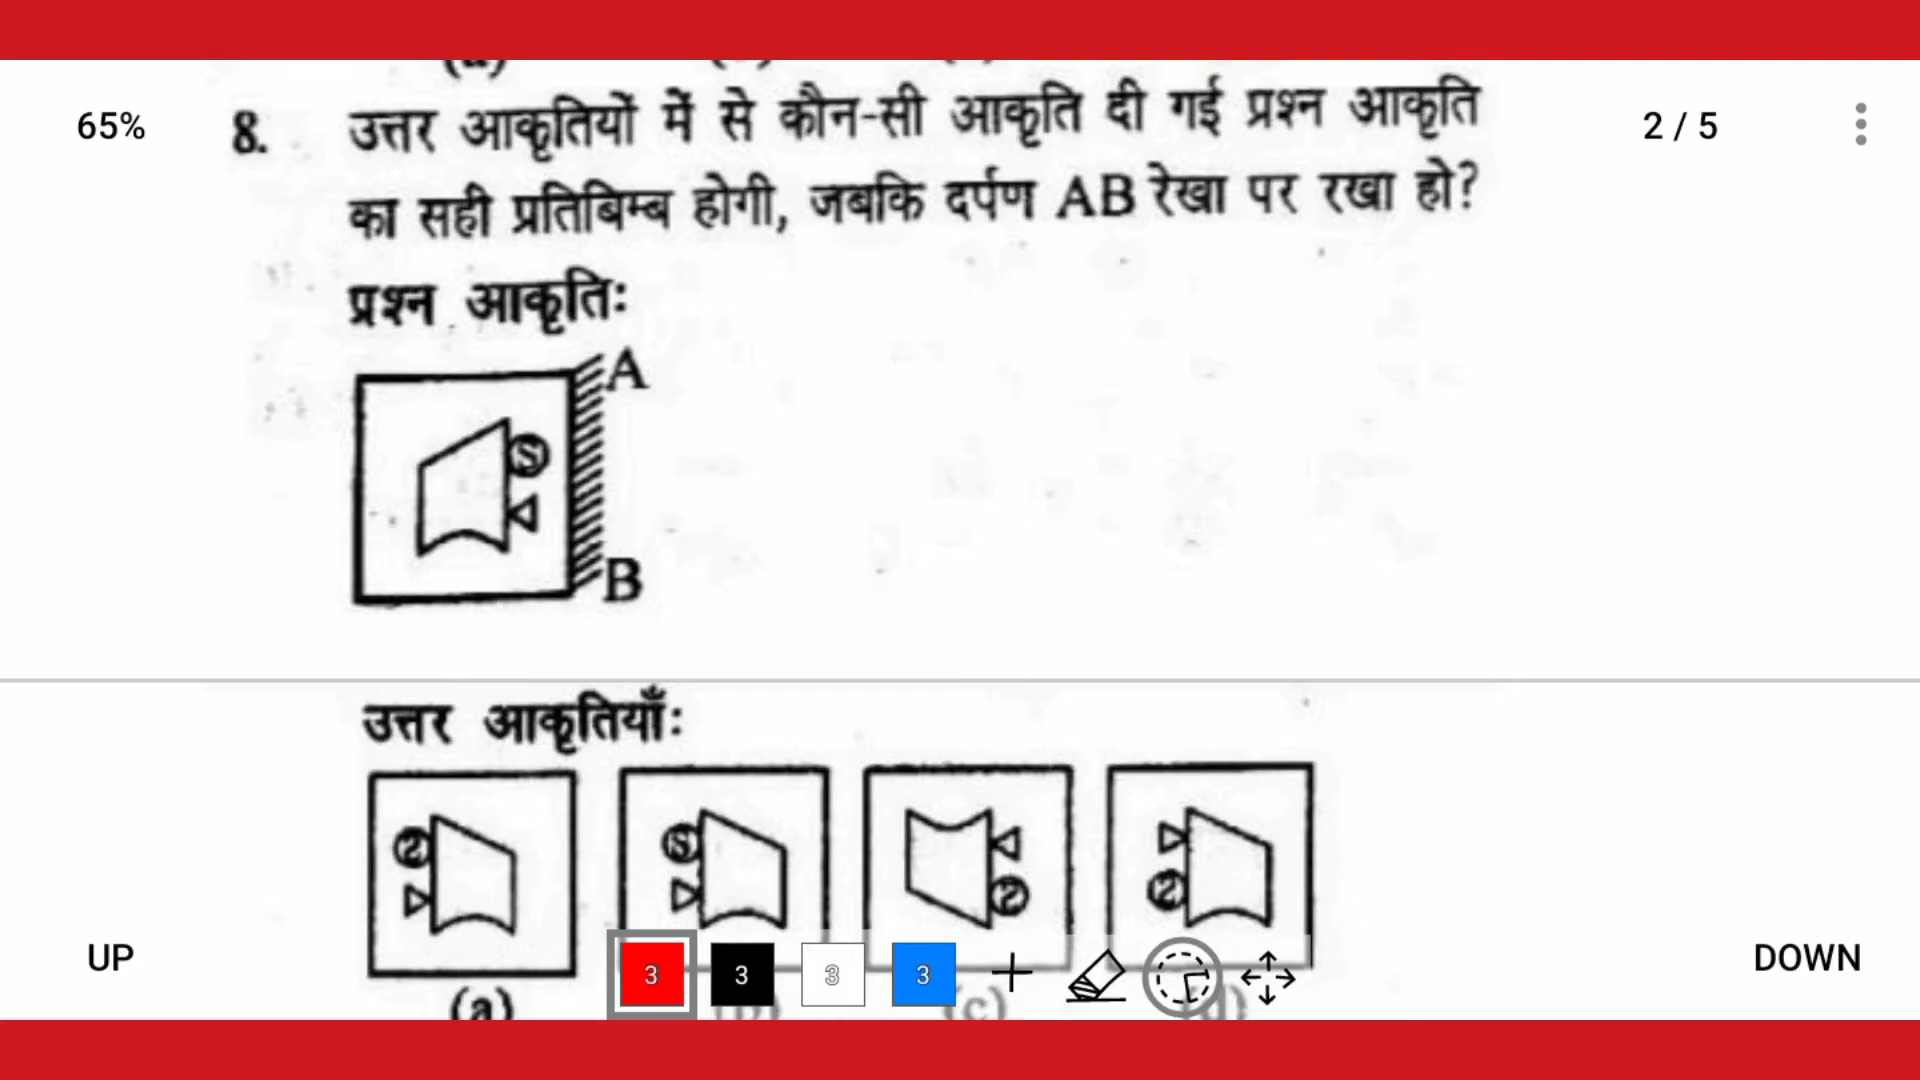 65%
2 / 5
8. उत्तर आकृतियों में से कौन-सी आकृति दी गई प्रश्न आकृति
का सही प्रतिबिम्ब होगी, जबकि दर्पण AB रेखा पर रखा हो?
प्रश्न आकृतिः
A
S
B
उत्तर आकृतियाँः
S
UP
3 3 3 3
DOWN
(a) (b) (c) (d)